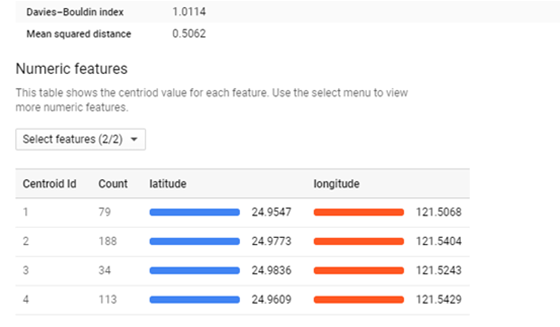 Davies–Bouldin index 1.0114
Mean squared distance 0.5062
Numeric features
This table shows the centriod value for each feature. Use the select menu to view
more numeric features.
Select features (2/2)
Centroid Id Count latitude longitude
1 79 24.9547 121.5068
2 188 24.9773 121.5404
3 34 24.9836 121.5243
4 113 24.9609 121.5429